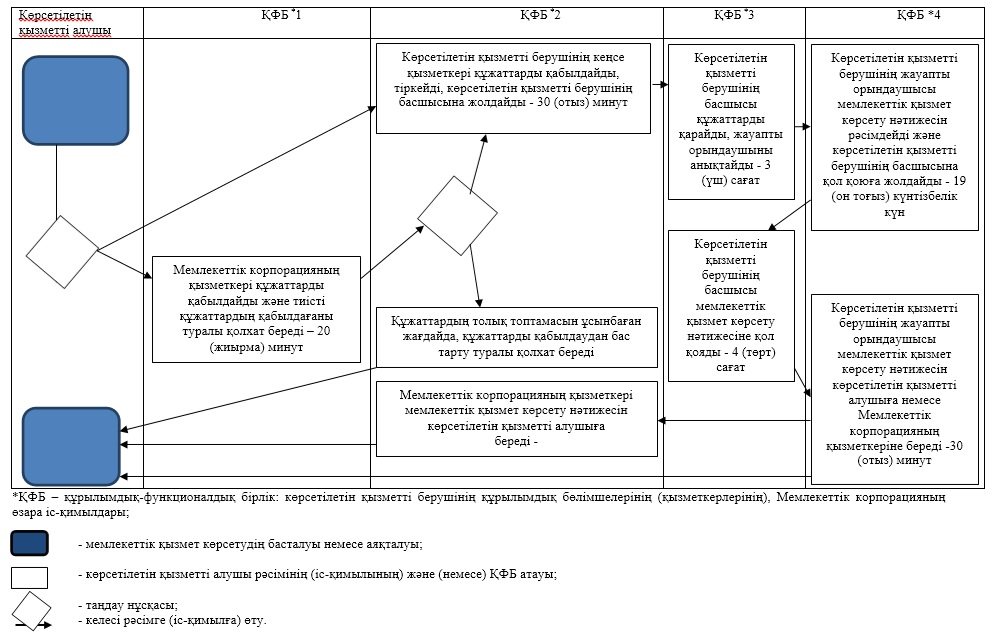 Көрсетілетін
қызметті алушы
ҚФБ *1
ҚФБ *2
ҚФБ *3
ҚФБ *4
Көрсетілетін қызметті берушінің кеңсе
қызметкері құжаттарды қабылдайды,
тіркейді, көрсетілетін қызметті берушінің
басшысына жолдайды - 30 (отыз) минут
Көрсетілетін
қызметті
берушінің
басшысы
құжаттарды
қарайды, жауапты
орындаушыны
анықтайды - 3
(үш) сағат
Көрсетілетін қызметті
берушінің жауапты
орындаушысы
мемлекеттік қызмет
көрсету нәтижесін
рәсімдейді және
көрсетілетін қызметті
берушінің басшысына
қол қоюға жолдайды - 19
(он тоғыз) күнтізбелік
күн
Мемлекеттік корпорацияның
қызметкері құжаттарды
қабылдайды және тиісті
құжаттардың қабылдағаны
туралы қолхат береді – 20
(жиырма) минут
Құжаттардың толық топтамасын ұсынбаған
жағдайда, құжаттарды қабылдаудан бас
тарту туралы қолхат береді
Көрсетілетін
қызметті
берушінің
басшысы
мемлекеттік
қызмет көрсету
нәтижесіне қол
қояды - 4 (төрт)
сағат
Көрсетілетін қызметті
берушінің жауапты
орындаушысы
мемлекеттік қызмет
көрсету нәтижесін
көрсетілетін қызметті
алушыға немесе
Мемлекеттік
корпорацияның
қызметкеріне береді -30
(отыз) минут
Мемлекеттік корпорацияның қызметкері
мемлекеттік қызмет көрсету нәтижесін
көрсетілетін қызметті алушыға
береді -
*ҚФБ – құрылымдық-функционалдық бірлік: көрсетілетін қызметті берушінің құрылымдық бөлімшелерінің (қызметкерлерінің), Мемлекеттік корпорацияның
өзара іс-қимылдары;
- мемлекеттік қызмет көрсетудің басталуы немесе аяқталуы;
- көрсетілетін қызметті алушы рәсімінің (іс-қимылының) және (немесе) ҚФБ атауы;
- таңдау нұсқасы;
- келесі рәсімге (іс-қимылға) өту.